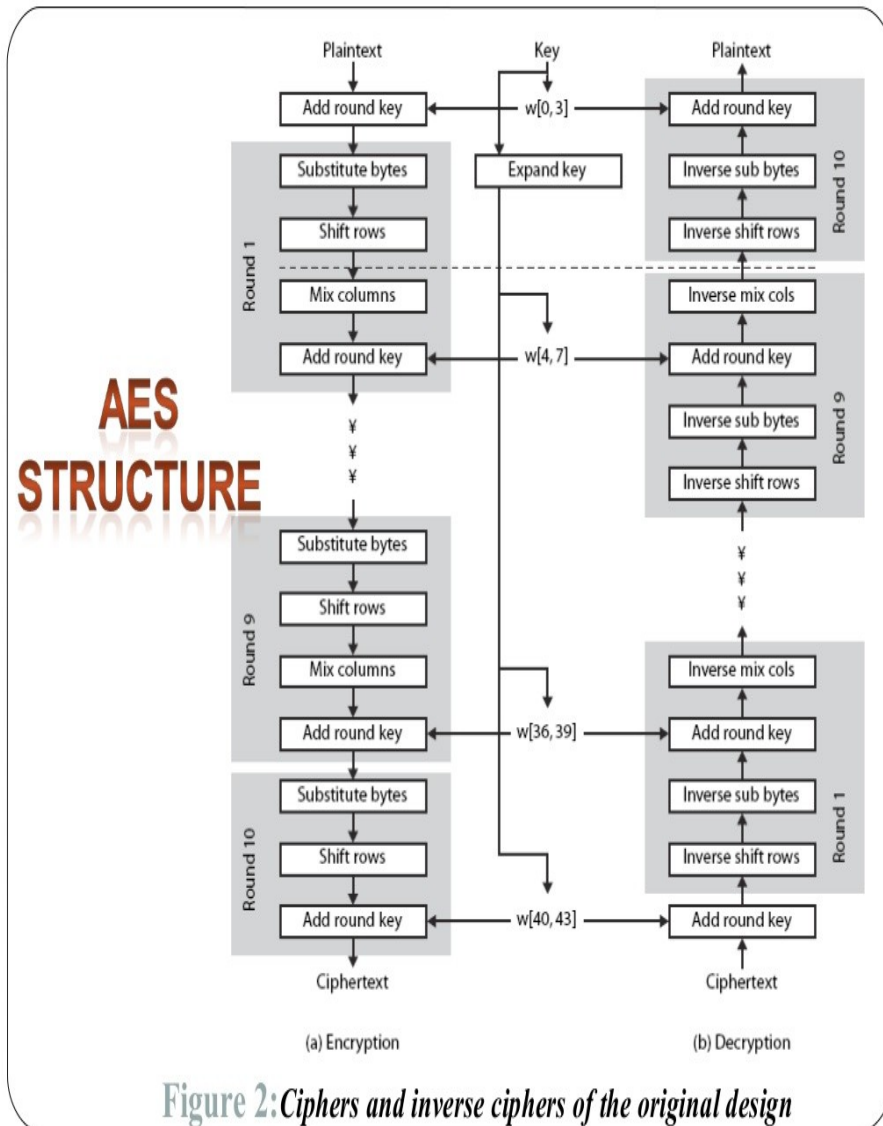 Plaintext
Key
Plaintext
Add round key
w[0, 3]
Add round key
Substitute bytes
Expand key
Inverse sub bytes
Shift rows
Inverse shift rows
Round 1
Round 10
Mix columns
Inverse mix cols
Add round key
w[4, 7]
Add round key
Inverse sub bytes
Round 9
Inverse shift rows
AES
STRUCTURE
¥
¥
¥
Substitute bytes
Shift rows
Round 9
Mix columns
Add round key
w[36, 39]
¥
¥
¥
Inverse mix cols
Add round key
Substitute bytes
Inverse sub bytes
Round 1
Shift rows
Inverse shift rows
Round 10
Add round key
w[40, 43]
Add round key
Ciphertext
Ciphertext
(a) Encryption
(b) Decryption
Figure 2: Ciphers and inverse ciphers of the original design